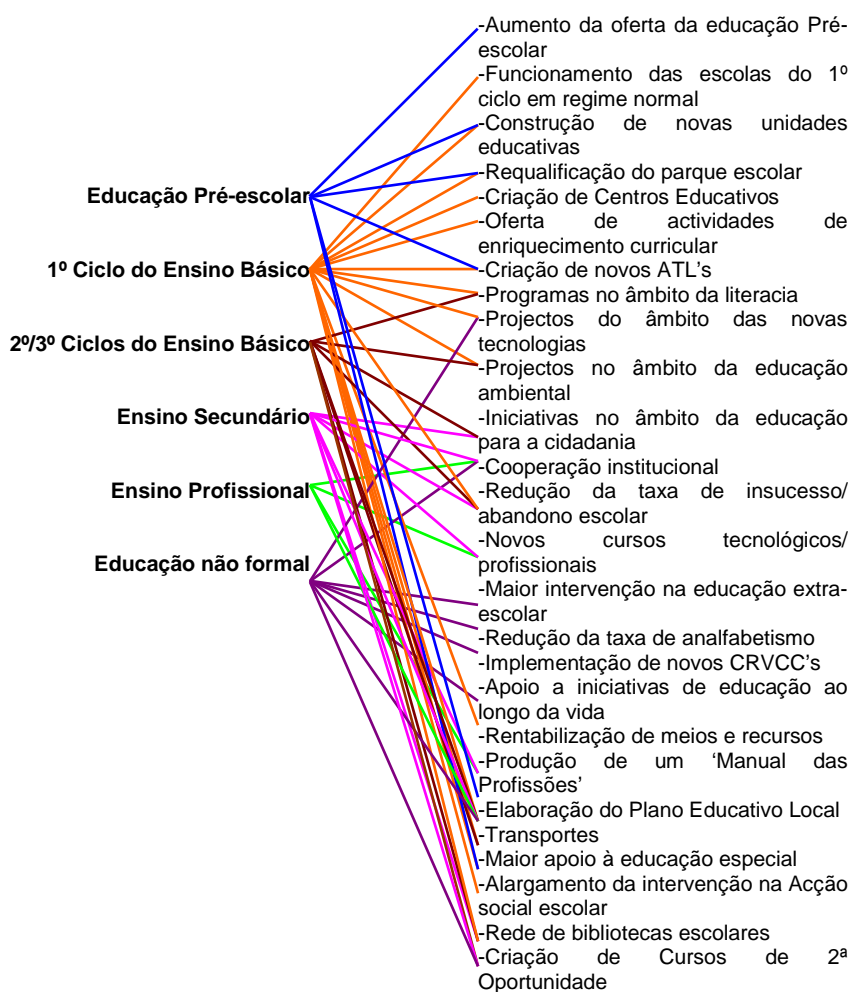 -Aumento da oferta da educação Pré-
escolar
-Funcionamento das escolas do 1º
ciclo em regime normal
-Construção de novas unidades
educativas
-Requalificação do parque escolar
Educação Pré-escolar
-Criação de Centros Educativos
-Oferta de actividades de
enriquecimento curricular
1º Ciclo do Ensino Básico
-Criação de novos ATL's
-Programas no âmbito da literacia
-Projectos do âmbito das novas
tecnologias
2º/3º Ciclos do Ensino Básico
-Projectos no âmbito da educação
ambiental
Ensino Secundário
-Iniciativas no âmbito da educação
para a cidadania
-Cooperação institucional
Ensino Profissional
-Redução da taxa de insucesso/
abandono escolar
-Novos cursos tecnológicos/
profissionais
Educação não formal
-Maior intervenção na educação extra-
escolar
-Redução da taxa de analfabetismo
-Implementação de novos CRVCC's
-Apoio a iniciativas de educação ao
longo da vida
-Rentabilização de meios e recursos
-Produção de um ‘Manual das
Profissões’
-Elaboração do Plano Educativo Local
-Transportes
-Maior apoio à educação especial
-Alargamento da intervenção na Acção
social escolar
-Rede de bibliotecas escolares
-Criação de Cursos de 2ª
Oportunidade